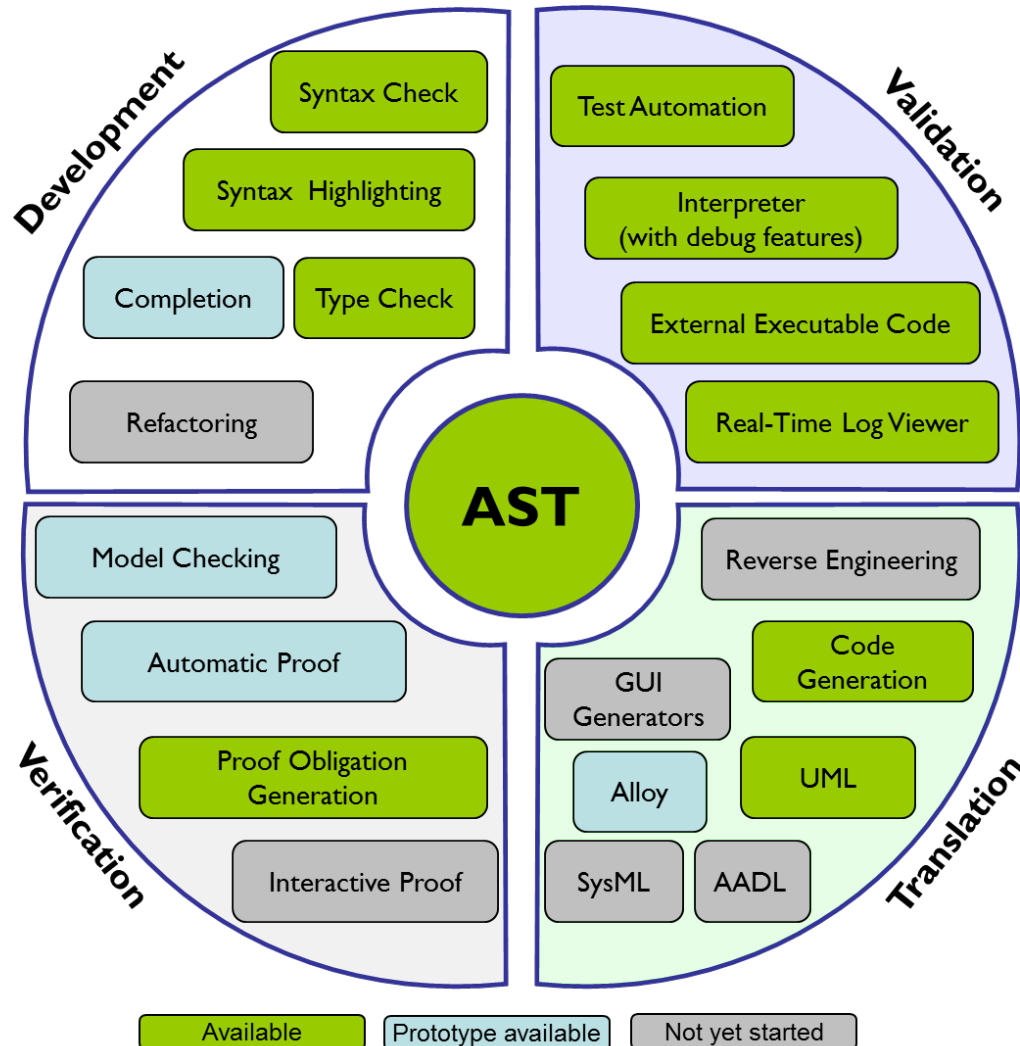 Development
Syntax Check
Syntax Highlighting
Completion
Type Check
Refactoring
Validation
Test Automation
Interpreter
(with debug features)
External Executable Code
Real-Time Log Viewer
AST
Verification
Model Checking
Automatic Proof
Proof Obligation
Generation
Interactive Proof
Translation
Reverse Engineering
Code
Generation
GUI
Generators
Alloy
UML
SysML
AADL
Available
Prototype available
Not yet started